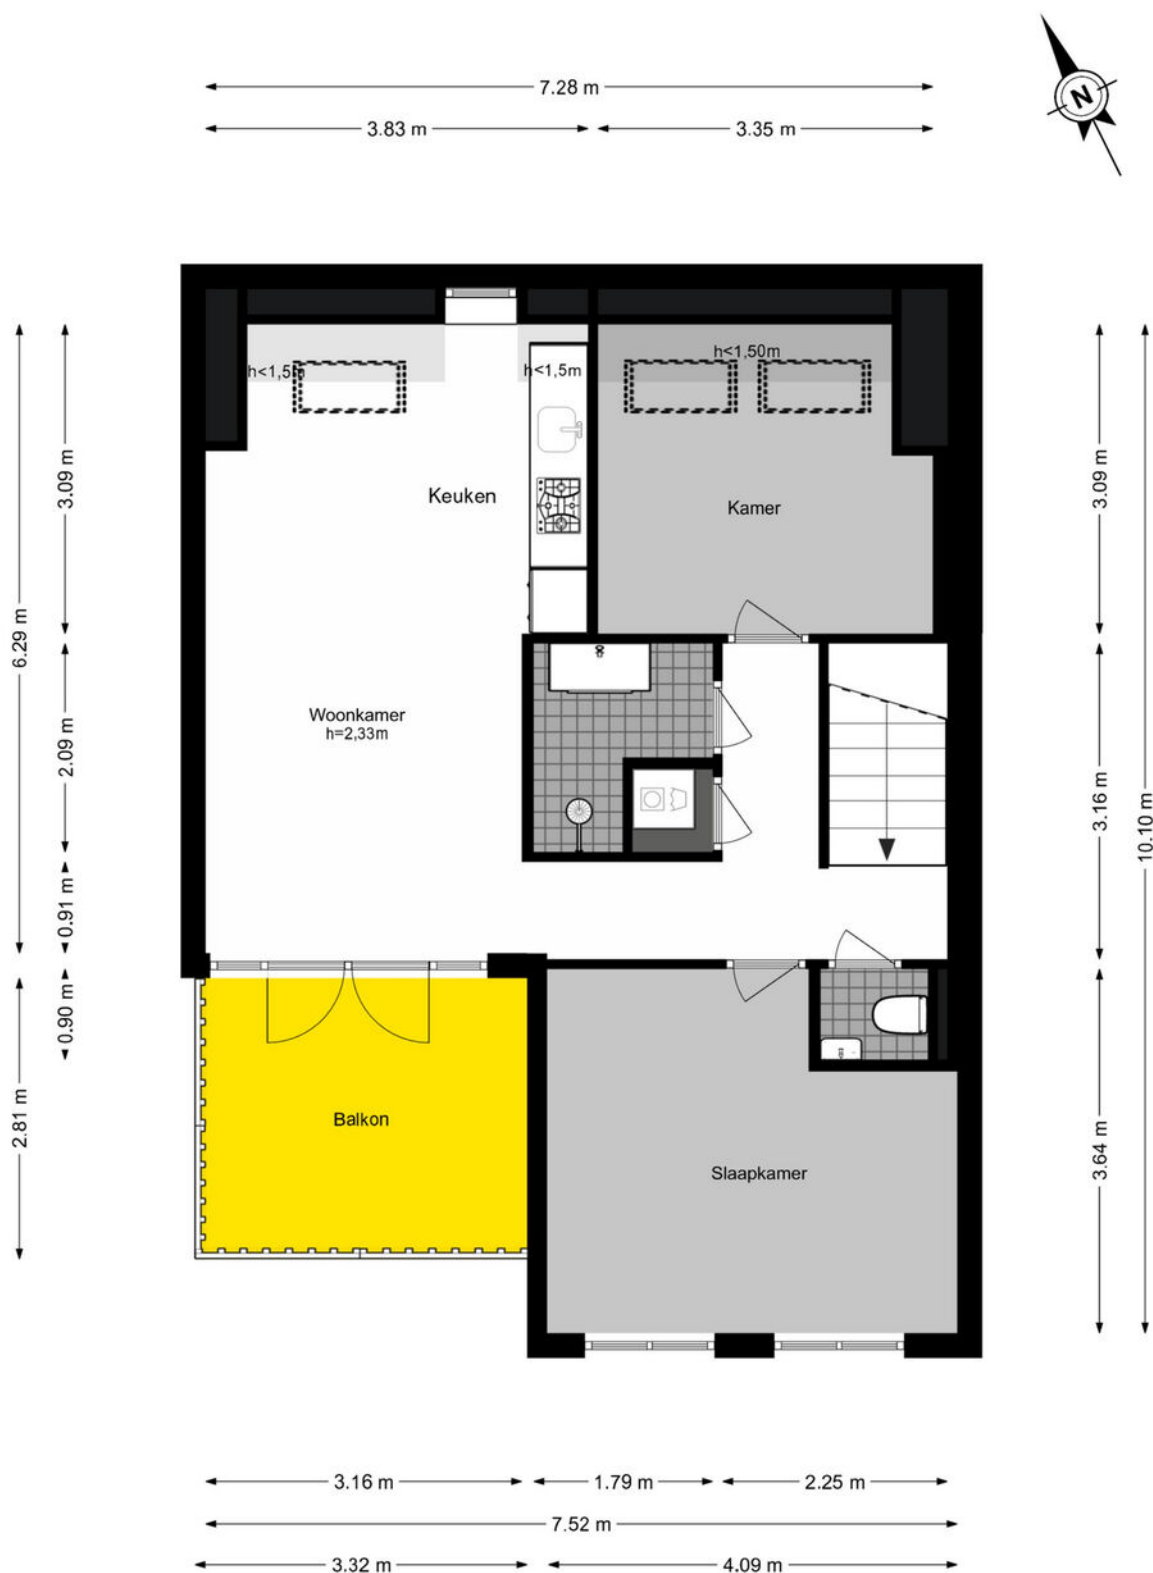 N
7.28 m
3.83 m
3.35 m
h<1,50m
h<1,5m
h<1,5m
Keuken
Kamer
3.09 m
3.09 m
6.29 m
Woonkamer
h=2,33m
2.09 m
3.16 m
10.10 m
0.91 m
0.90 m
2.81 m
Balkon
Slaapkamer
3.64 m
3.16 m
1.79 m
2.25 m
7.52 m
3.32 m
4.09 m